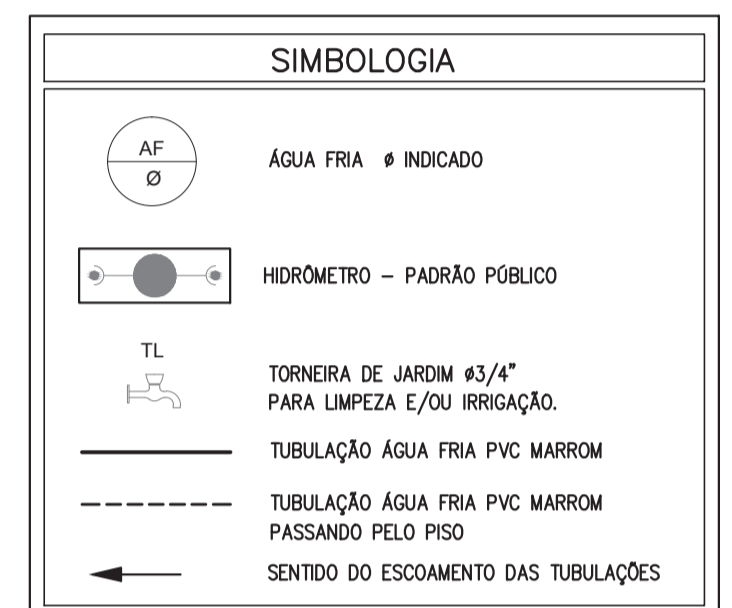 SIMBOLOGIA
AF
Ø
ÁGUA FRIA ø INDICADO
HIDRÔMETRO – PADRÃO PÚBLICO
TL
TORNEIRA DE JARDIM ø3/4"
PARA LIMPEZA E/OU IRRIGAÇÃO.
TUBULAÇÃO ÁGUA FRIA PVC MARROM
TUBULAÇÃO ÁGUA FRIA PVC MARROM
PASSANDO PELO PISO
SENTIDO DO ESCOAMENTO DAS TUBULAÇÕES